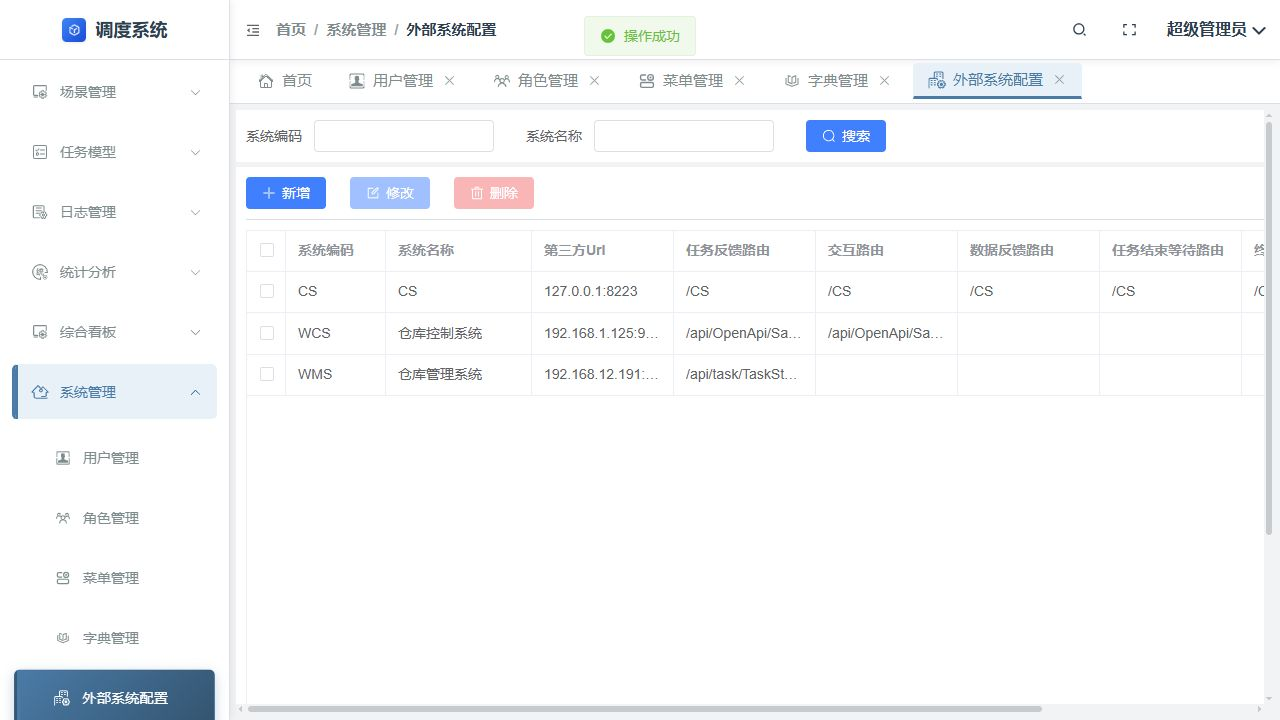 调度系统
首页 / 系统管理 / 外部系统配置
操作成功
超级管理员
首页 用户管理 角色管理 菜单管理 字典管理 外部系统配置
场景管理
任务模型
日志管理
统计分析
综合看板
系统管理
用户管理
角色管理
菜单管理
字典管理
外部系统配置
系统编码 系统名称 搜索
新增 修改 删除
系统编码 系统名称 第三方Url 任务反馈路由 交互路由 数据反馈路由 任务结束等待路由
CS CS 127.0.0.1:8223 /CS /CS /CS /CS
WCS 仓库控制系统 192.168.1.125:9... /api/OpenApi/Sa... /api/OpenApi/Sa...
WMS 仓库管理系统 192.168.12.191:... /api/task/TaskSt...